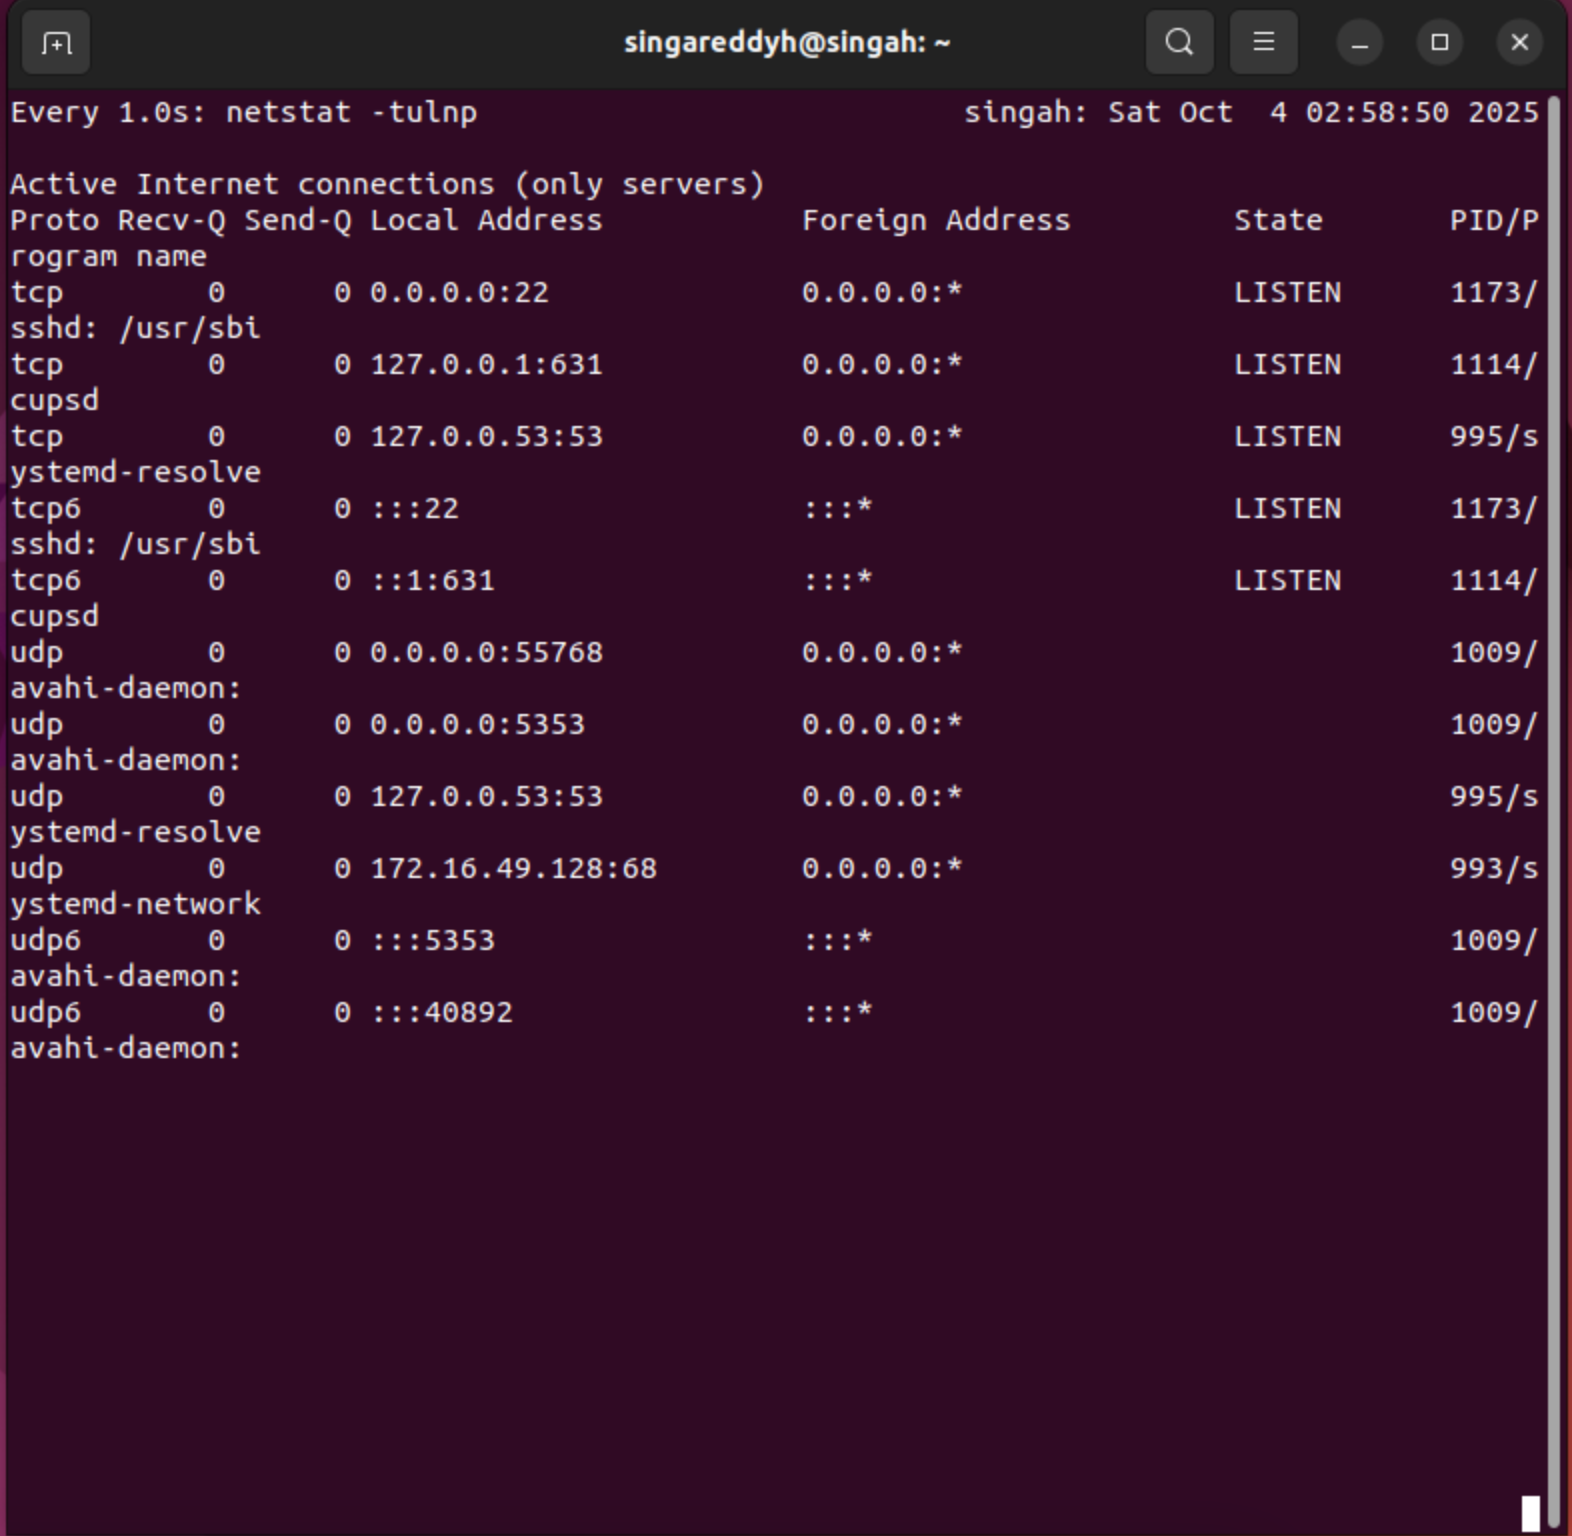 singareddyh@singah: ~
Every 1.0s: netstat -tulnp                           singah: Sat Oct  4 02:58:50 2025
Active Internet connections (only servers)
Proto Recv-Q Send-Q Local Address           Foreign Address         State       PID/P
rogram name
tcp        0      0 0.0.0.0:22              0.0.0.0:*               LISTEN      1173/
sshd: /usr/sbi
tcp        0      0 127.0.0.1:631           0.0.0.0:*               LISTEN      1114/
cupsd
tcp        0      0 127.0.0.53:53           0.0.0.0:*               LISTEN      995/s
ystemd-resolve
tcp6       0      0 :::22                   :::*                    LISTEN      1173/
sshd: /usr/sbi
tcp6       0      0 ::1:631                 :::*                    LISTEN      1114/
cupsd
udp        0      0 0.0.0.0:55768           0.0.0.0:*                           1009/
avahi-daemon:
udp        0      0 0.0.0.0:5353            0.0.0.0:*                           1009/
avahi-daemon:
udp        0      0 127.0.0.53:53           0.0.0.0:*                           995/s
ystemd-resolve
udp        0      0 172.16.49.128:68        0.0.0.0:*                           993/s
ystemd-network
udp6       0      0 :::5353                 :::*                                1009/
avahi-daemon:
udp6       0      0 :::40892                :::*                                1009/
avahi-daemon: